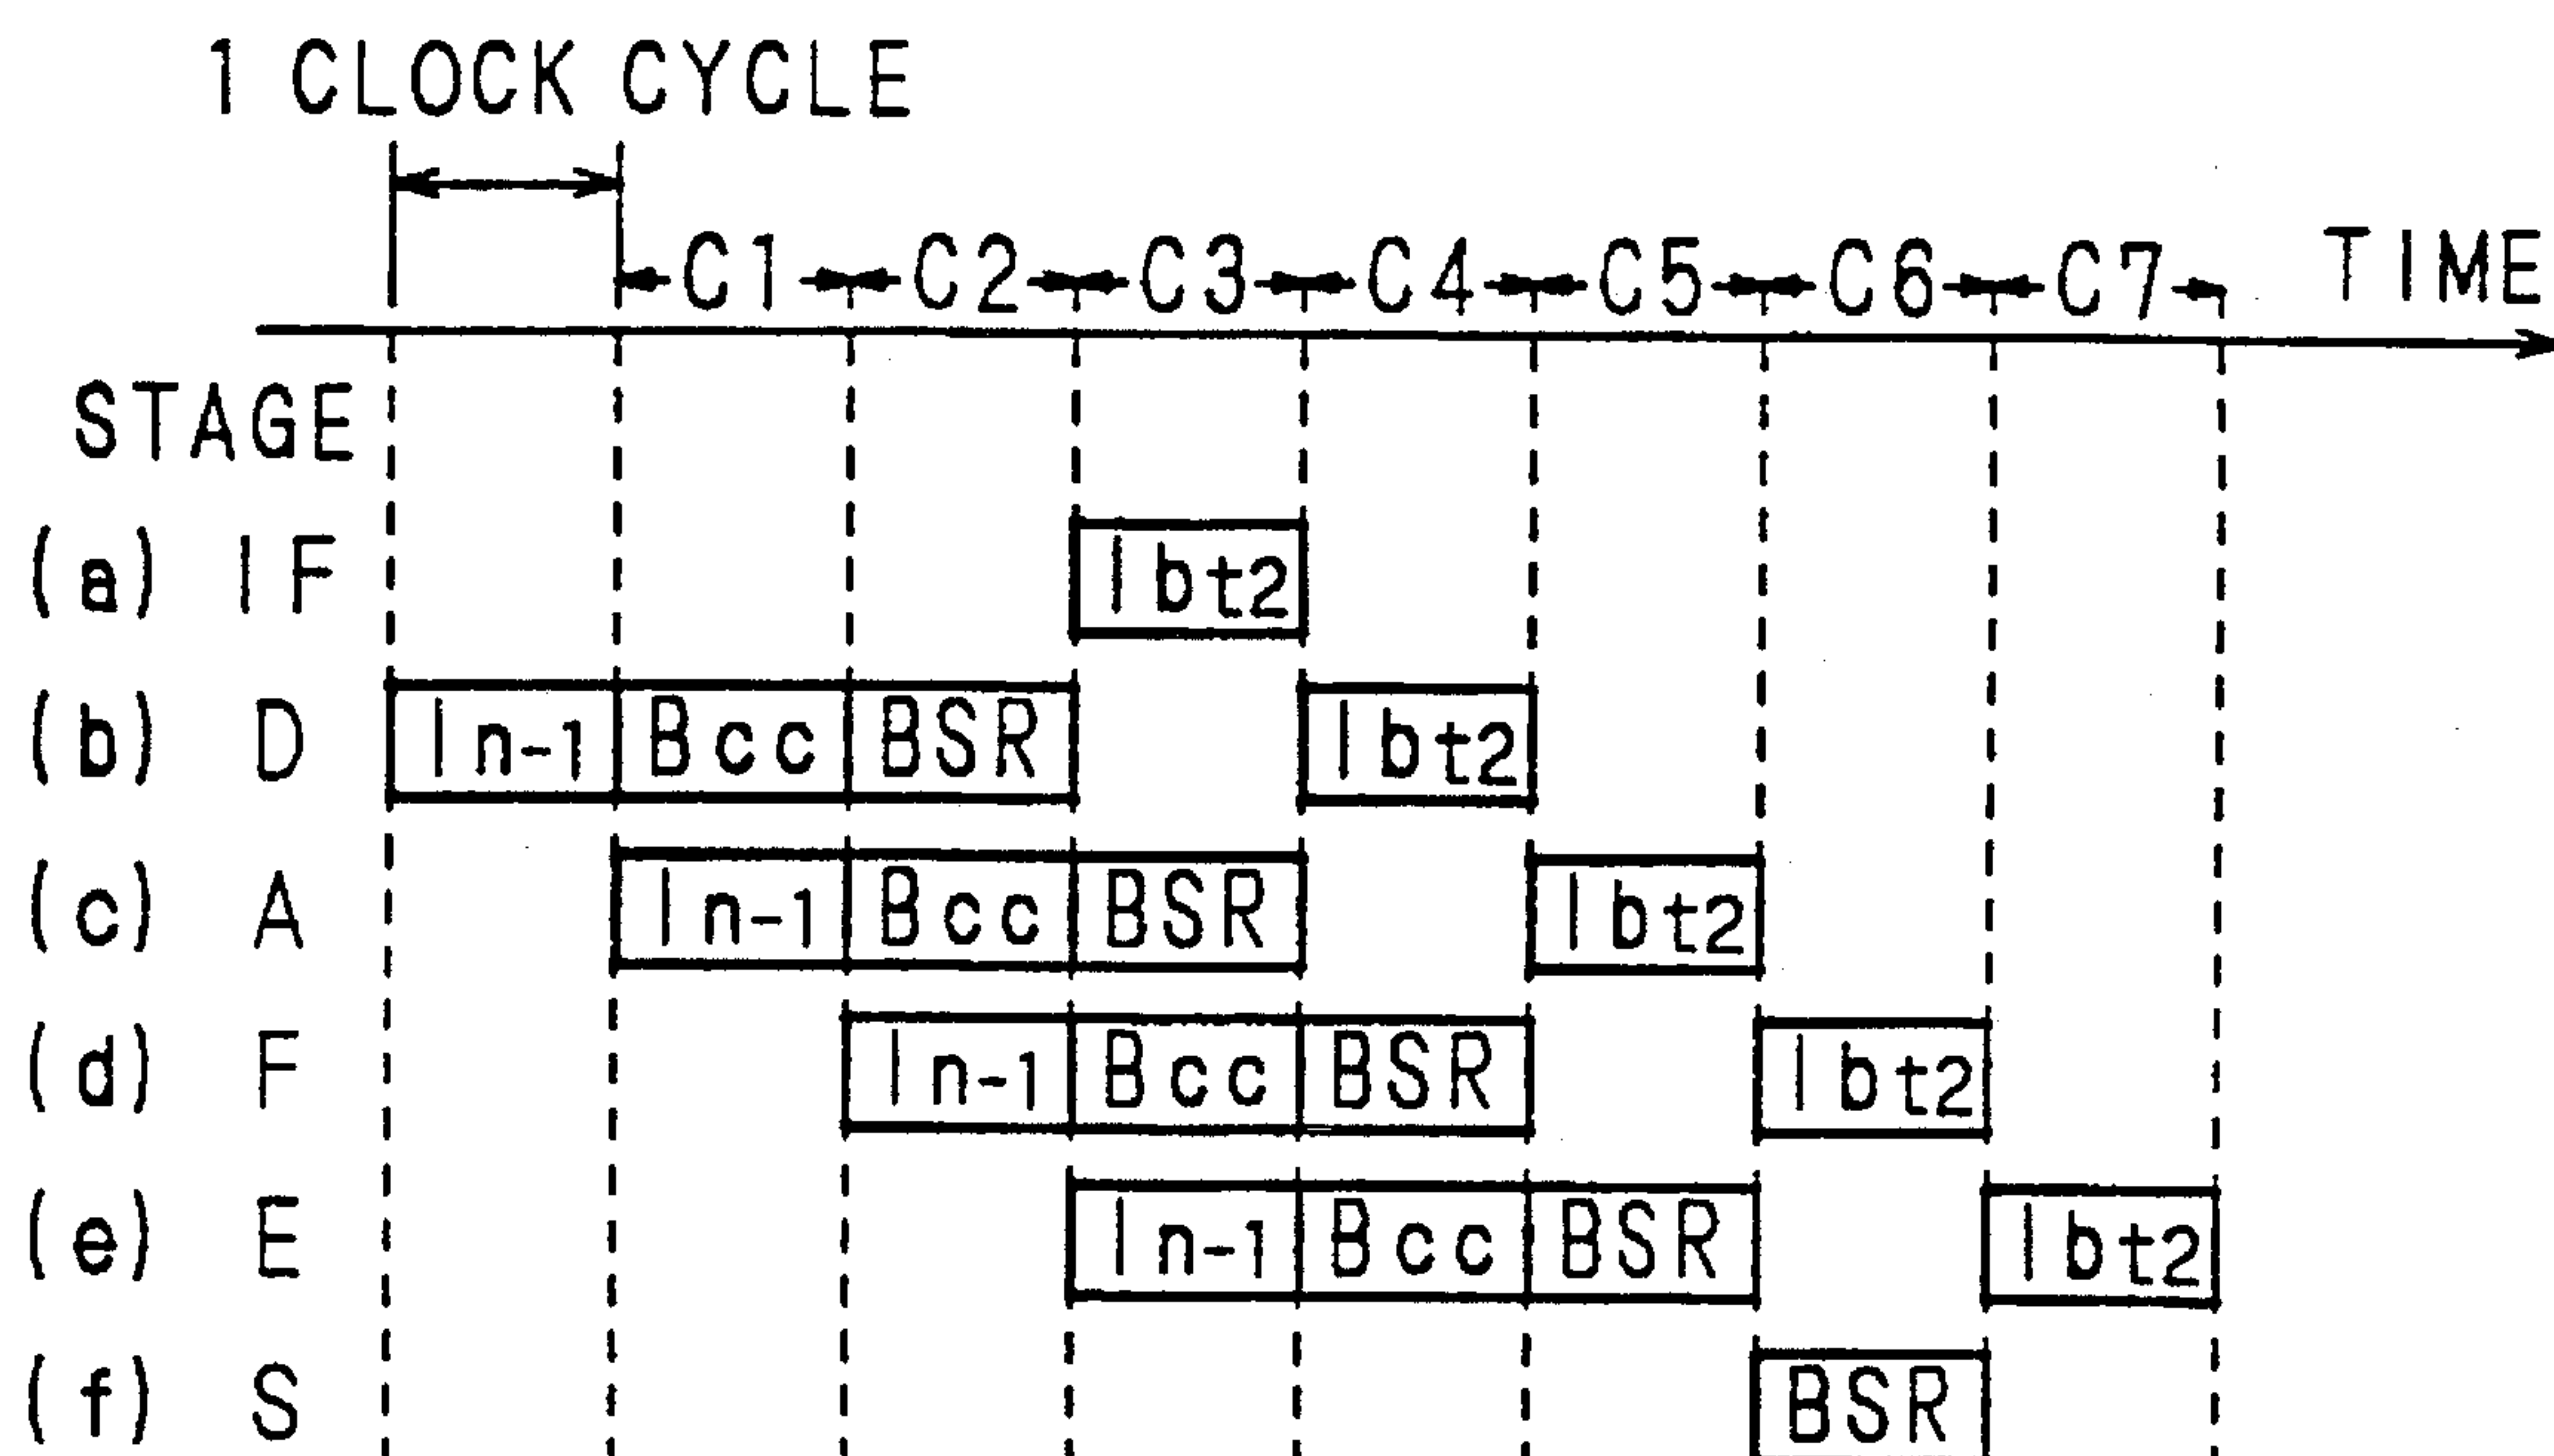 1 CLOCK CYCLE
C1 C2 C3 C4 C5 C6 C7 TIME
STAGE
(a) IF Ibt2
(b) D In-1 Bcc BSR Ibt2
(c) A In-1 Bcc BSR Ibt2
(d) F In-1 Bcc BSR Ibt2
(e) E In-1 Bcc BSR Ibt2
(f) S BSR